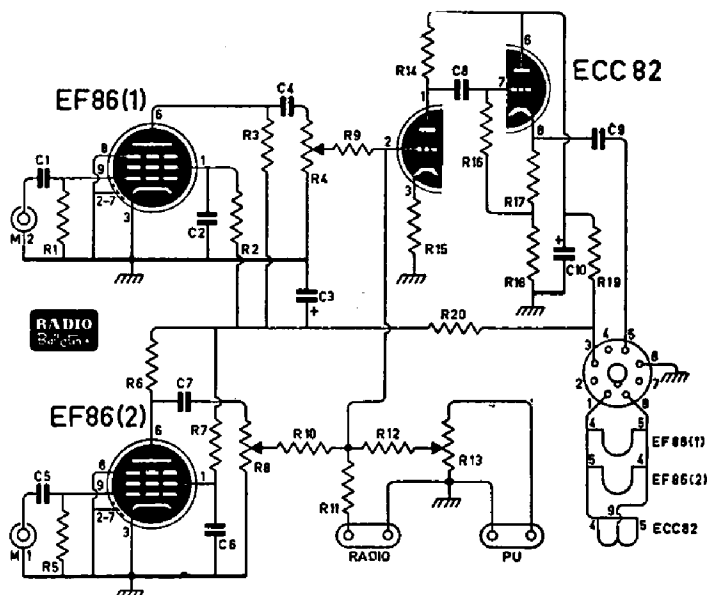 EF86(1)
ECC82
6
8
9
2-7
3
1
C1
M2
R1
C2
R2
R3
C4
R4
R9
C3
+
2
1
3
R14
R15
C8
7
6
8
R16
R17
R18
C9
+
C10
R19
R20
RADIO
EF86(2)
R6
C7
R7
R8
6
8
9
2-7
3
1
C5
M1
R5
C6
R10
R12
R13
R11
RADIO
PU
3
4
5
6
2
7
1
8
4
5
EF86(1)
5
4
EF86(2)
9
4
5
ECC82